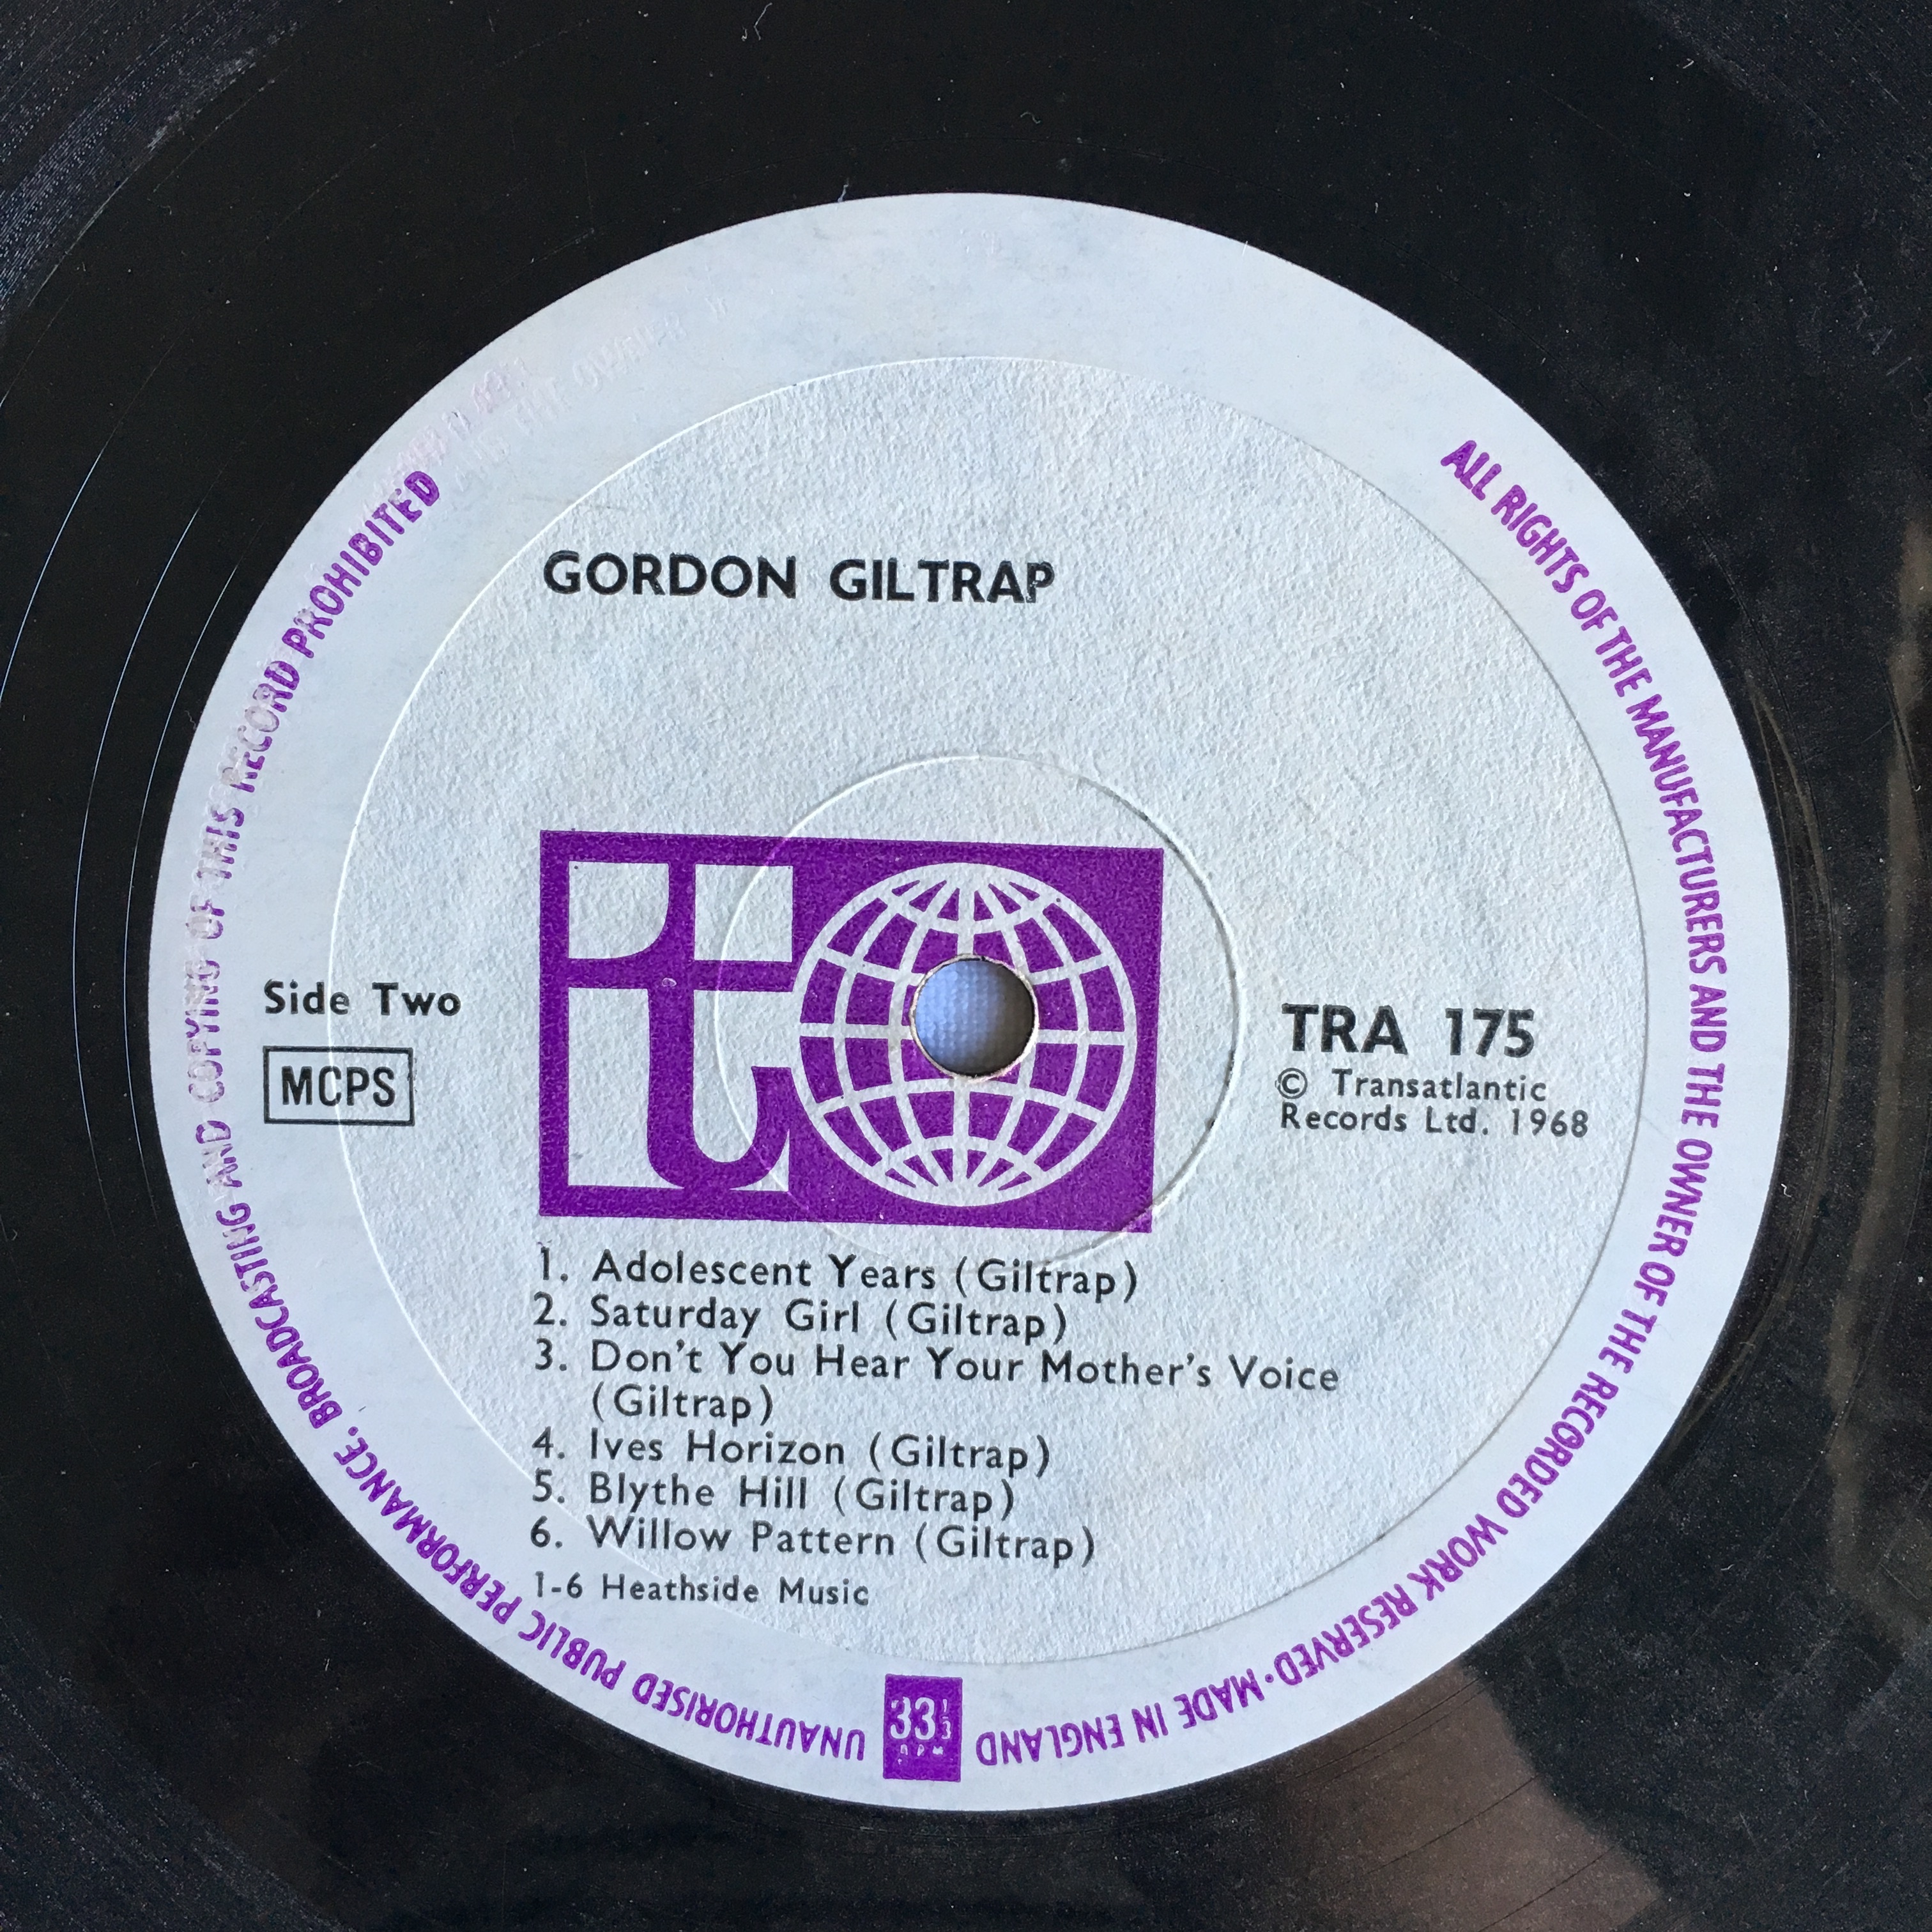 GORDON GILTRAP
Side Two
MCPS
TRA 175
© Transatlantic
Records Ltd. 1968
1. Adolescent Years (Giltrap)
2. Saturday Girl (Giltrap)
3. Don't You Hear Your Mother's Voice
(Giltrap)
4. Ives Horizon (Giltrap)
5. Blythe Hill (Giltrap)
6. Willow Pattern (Giltrap)
1-6 Heathside Music
33⅓
RPM
ALL RIGHTS OF THE MANUFACTURERS AND THE OWNER OF THE RECORDED WORK RESERVED·MADE IN ENGLAND
UNAUTHORISED PUBLIC PERFORMANCE, BROADCASTING AND COPYING OF THIS RECORD PROHIBITED